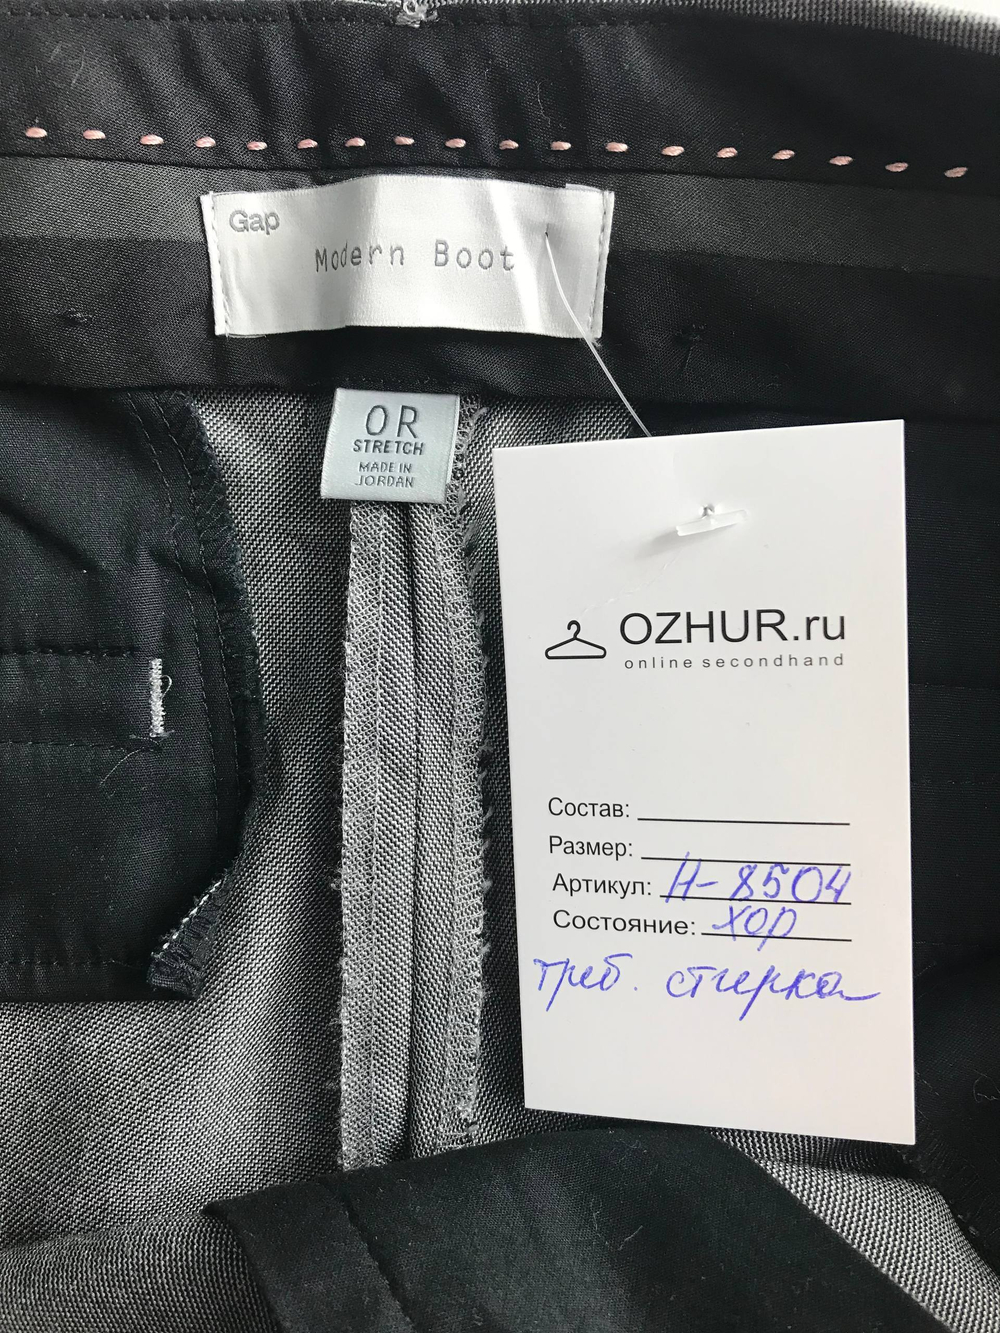 Gap
Modern Boot
0R
STRETCH
MADE IN
JORDAN
OZHUR.ru
online secondhand
Состав:
Размер:
Артикул: Н-8504
Состояние: хор
треб. стирка